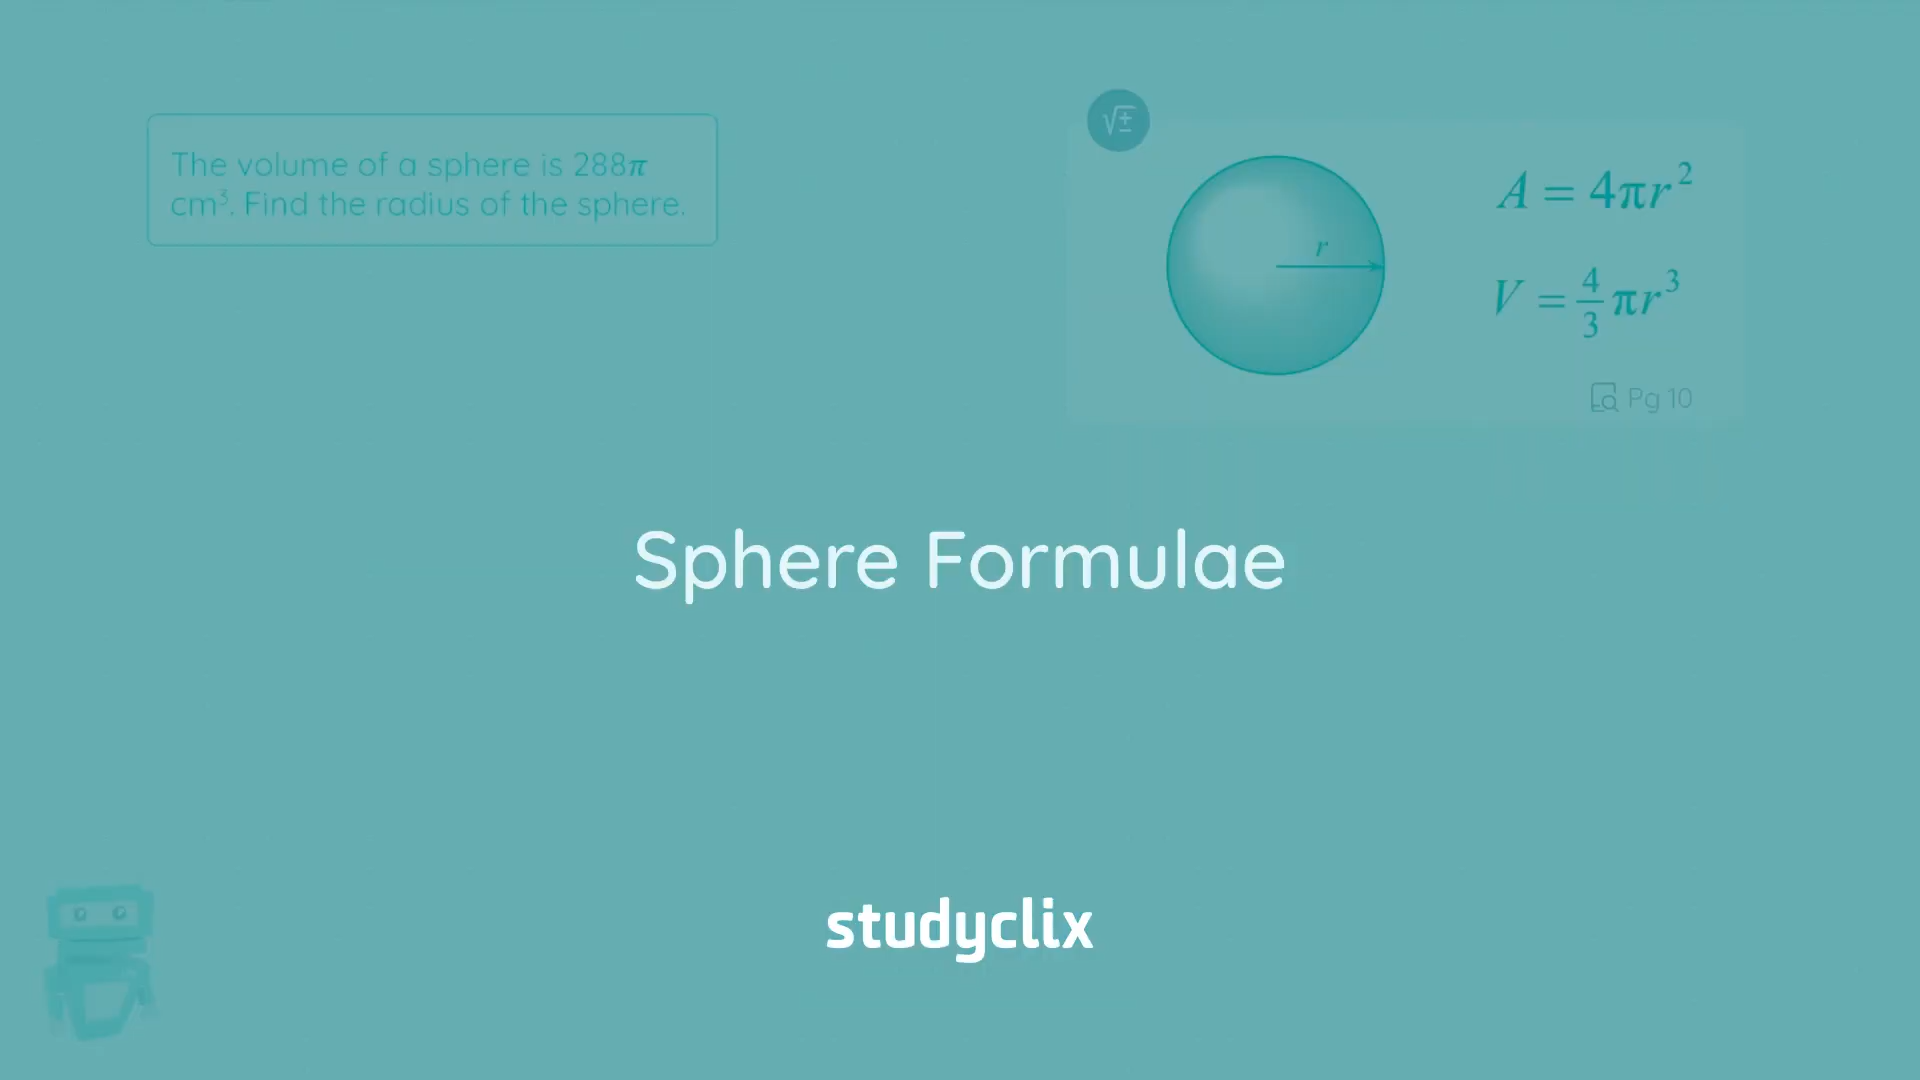 The volume of a sphere is 288π
cm³. Find the radius of the sphere.
√±
r
A = 4πr²
V = 4/3 πr³
Pg 10
Sphere Formulae
studyclix